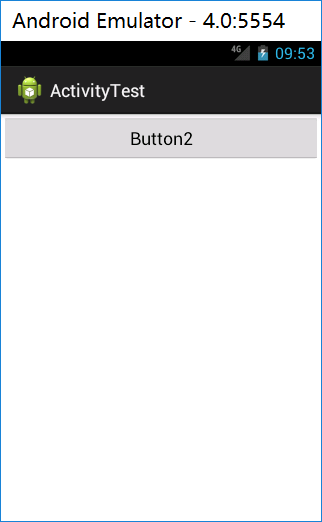 Android Emulator - 4.0:5554
4G 09:53
ActivityTest
Button2